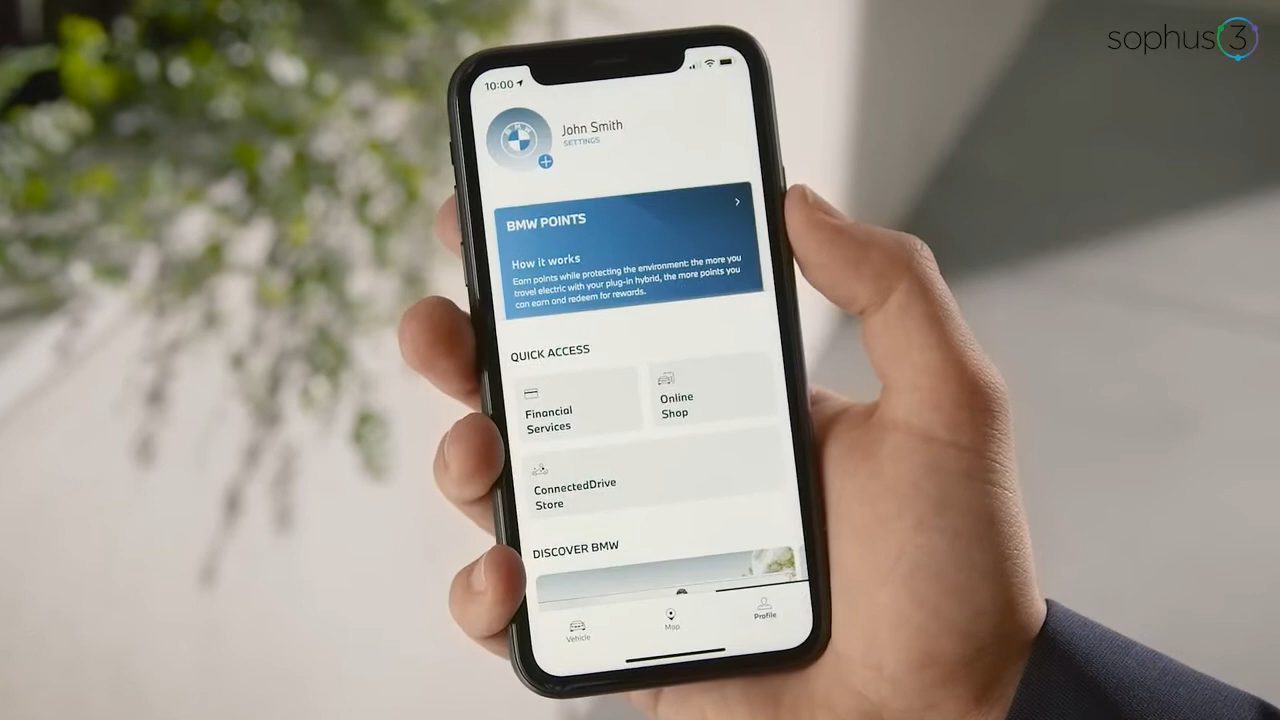 sophus3
10:00
John Smith
SETTINGS
BMW POINTS
How it works
Earn points while protecting the environment: the more you
travel electric with your plug-in hybrid, the more points you
can earn and redeem for rewards.
QUICK ACCESS
Financial
Services
Online
Shop
ConnectedDrive
Store
DISCOVER BMW
Vehicle
Map
Profile